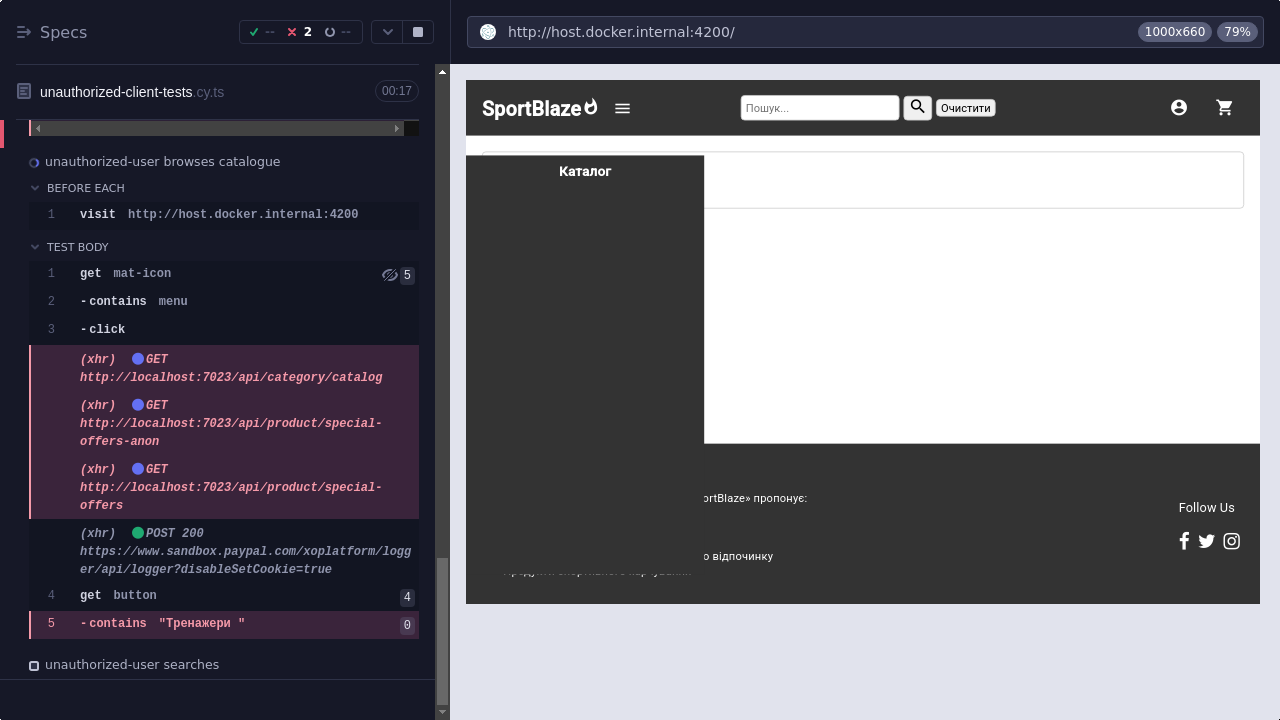 Specs
--
2
--
unauthorized-client-tests.cy.ts
00:17
unauthorized-user browses catalogue
BEFORE EACH
1 visit http://host.docker.internal:4200
TEST BODY
1 get mat-icon 5
2 -contains menu
3 -click
(xhr) GET
http://localhost:7023/api/category/catalog
(xhr) GET
http://localhost:7023/api/product/special-
offers-anon
(xhr) GET
http://localhost:7023/api/product/special-
offers
(xhr) POST 200
https://www.sandbox.paypal.com/xoplatform/logg
er/api/logger?disableSetCookie=true
4 get button 4
5 -contains "Тренажери " 0
unauthorized-user searches
http://host.docker.internal:4200/
1000x660
79%
SportBlaze
Пошук...
Очистити
Каталог
ortBlaze» пропонує:
о відпочинку
Follow Us